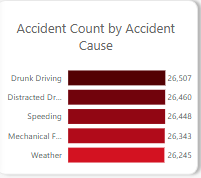 Accident Count by Accident
Cause
Drunk Driving 26,507
Distracted Dr... 26,460
Speeding 26,448
Mechanical F... 26,343
Weather 26,245